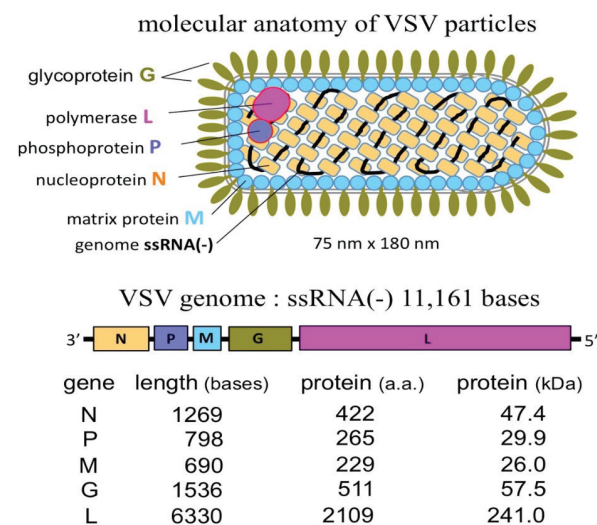 molecular anatomy of VSV particles
glycoprotein G
polymerase L
phosphoprotein P
nucleoprotein N
matrix protein M
genome ssRNA(-)
75 nm x 180 nm
VSV genome : ssRNA(-) 11,161 bases
3’ N P M G L 5’
gene length (bases) protein (a.a.) protein (kDa)
N 1269 422 47.4
P 798 265 29.9
M 690 229 26.0
G 1536 511 57.5
L 6330 2109 241.0